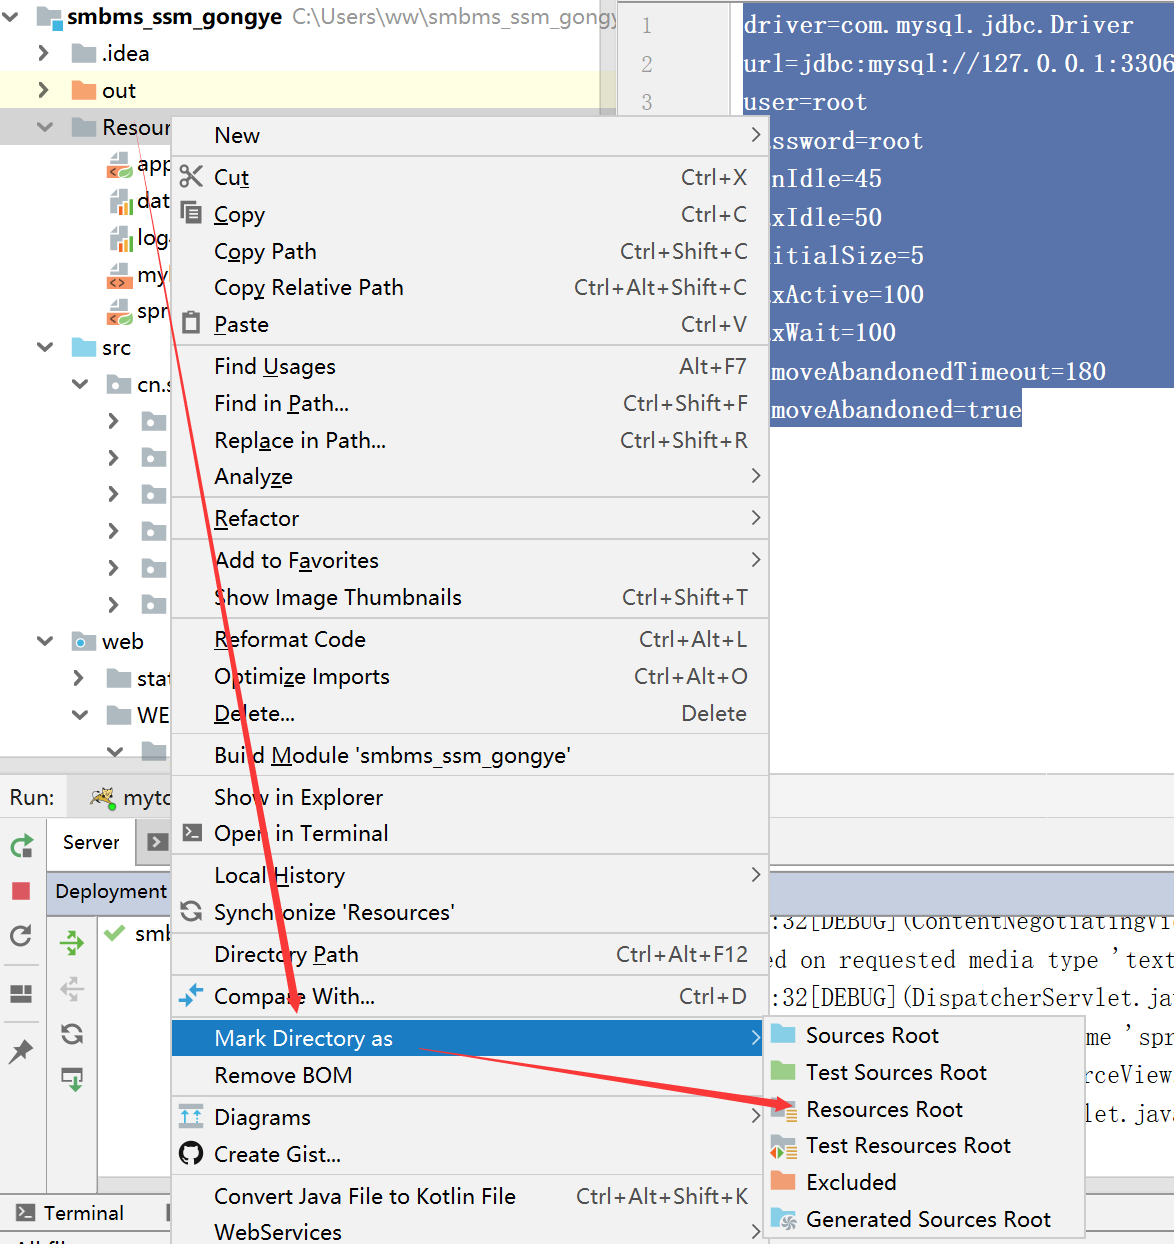 smbms_ssm_gongye C:\Users\ww\smbms_ssm_gongy
.idea
out
Resour
app
dat
log
my
spr
src
cn.s
web
stat
WE
1 driver=com.mysql.jdbc.Driver
2 url=jdbc:mysql://127.0.0.1:3306
3 user=root
ssword=root
nIdle=45
xIdle=50
itialSize=5
xActive=100
xWait=100
moveAbandonedTimeout=180
moveAbandoned=true
New
Cut Ctrl+X
Copy Ctrl+C
Copy Path Ctrl+Shift+C
Copy Relative Path Ctrl+Alt+Shift+C
Paste Ctrl+V
Find Usages Alt+F7
Find in Path... Ctrl+Shift+F
Replace in Path... Ctrl+Shift+R
Analyze
Refactor
Add to Favorites
Show Image Thumbnails Ctrl+Shift+T
Reformat Code Ctrl+Alt+L
Optimize Imports Ctrl+Alt+O
Delete... Delete
Build Module 'smbms_ssm_gongye'
Show in Explorer
Open in Terminal
Local History
Synchronize 'Resources'
Directory Path Ctrl+Alt+F12
Compare With... Ctrl+D
Mark Directory as
Remove BOM
Diagrams
Create Gist...
Convert Java File to Kotlin File Ctrl+Alt+Shift+K
WebServices
Sources Root
Test Sources Root
Resources Root
Test Resources Root
Excluded
Generated Sources Root
Run: mytc
Server
Deployment
smb
:32[DEBUG](ContentNegotiatingVi
ed on requested media type 'text
:32[DEBUG](DispatcherServlet.jav
me 'spr
rceView
let.java
Terminal